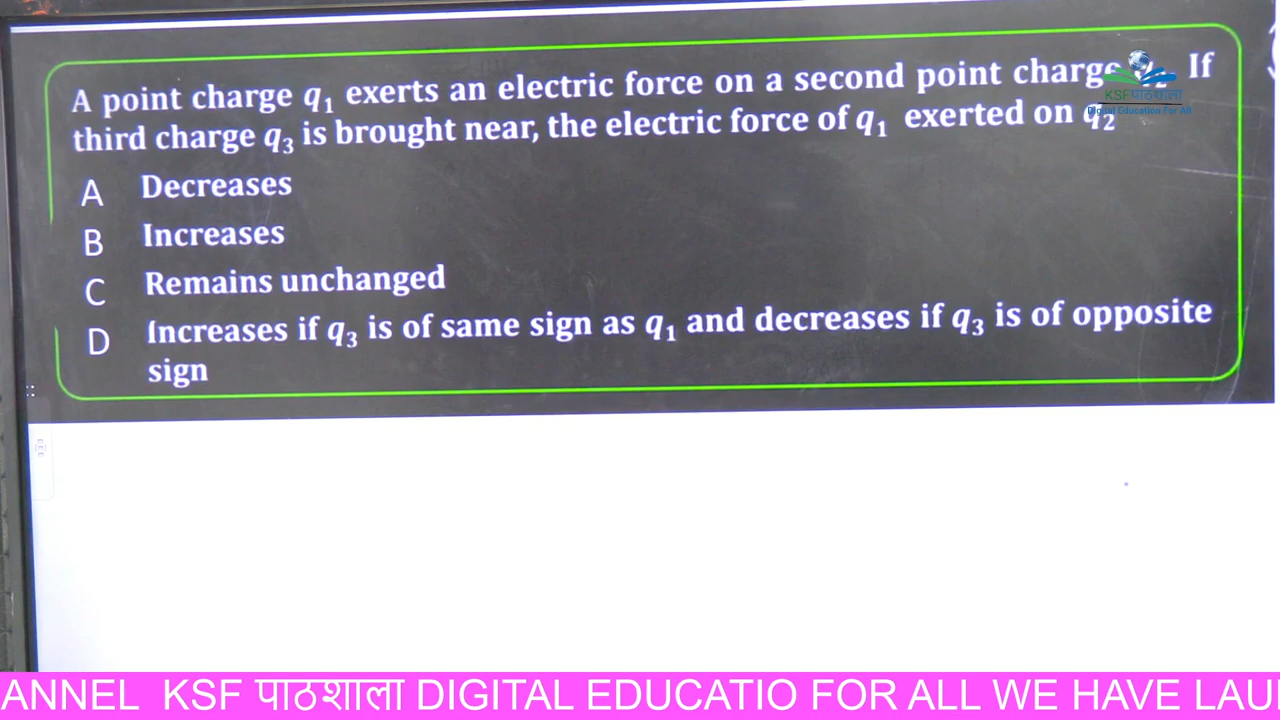 A point charge q₁ exerts an electric force on a second point charge If
third charge q₃ is brought near, the electric force of q₁ exerted on q₂
A Decreases
B Increases
C Remains unchanged
D Increases if q₃ is of same sign as q₁ and decreases if q₃ is of opposite
sign
KSFपाठशाला
Digital Education For All
ANNEL KSF पाठशाला DIGITAL EDUCATIO FOR ALL WE HAVE LAU